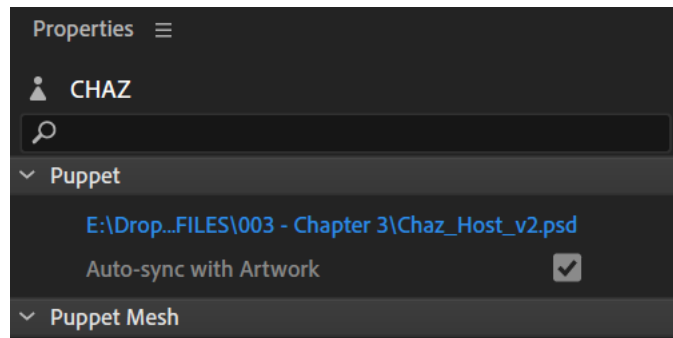 Properties
CHAZ
Puppet
E:\Drop...FILES\003 - Chapter 3\Chaz_Host_v2.psd
Auto-sync with Artwork
Puppet Mesh